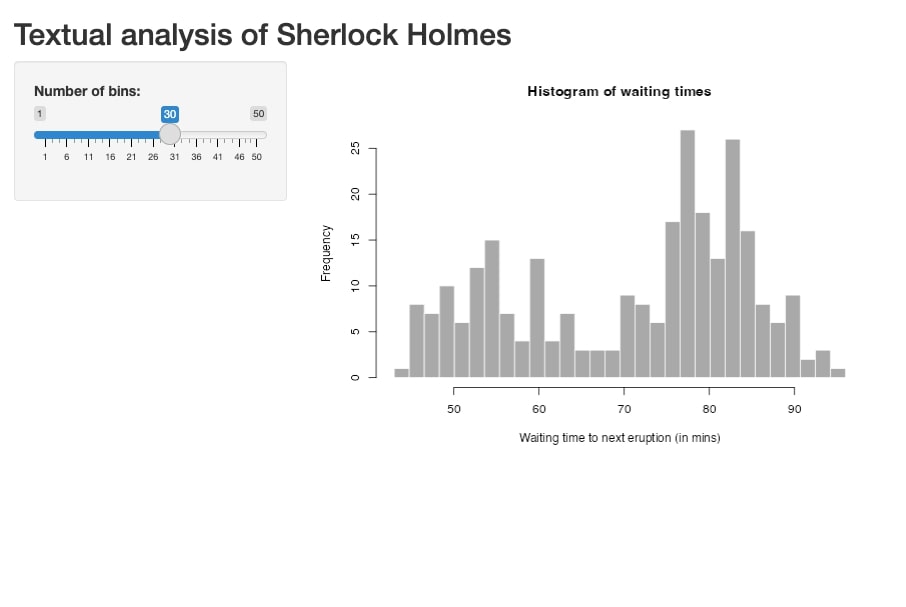 Textual analysis of Sherlock Holmes
Number of bins:
1 30 50
1 6 11 16 21 26 31 36 41 46 50
Histogram of waiting times
Frequency
0 5 10 15 20 25
50 60 70 80 90
Waiting time to next eruption (in mins)